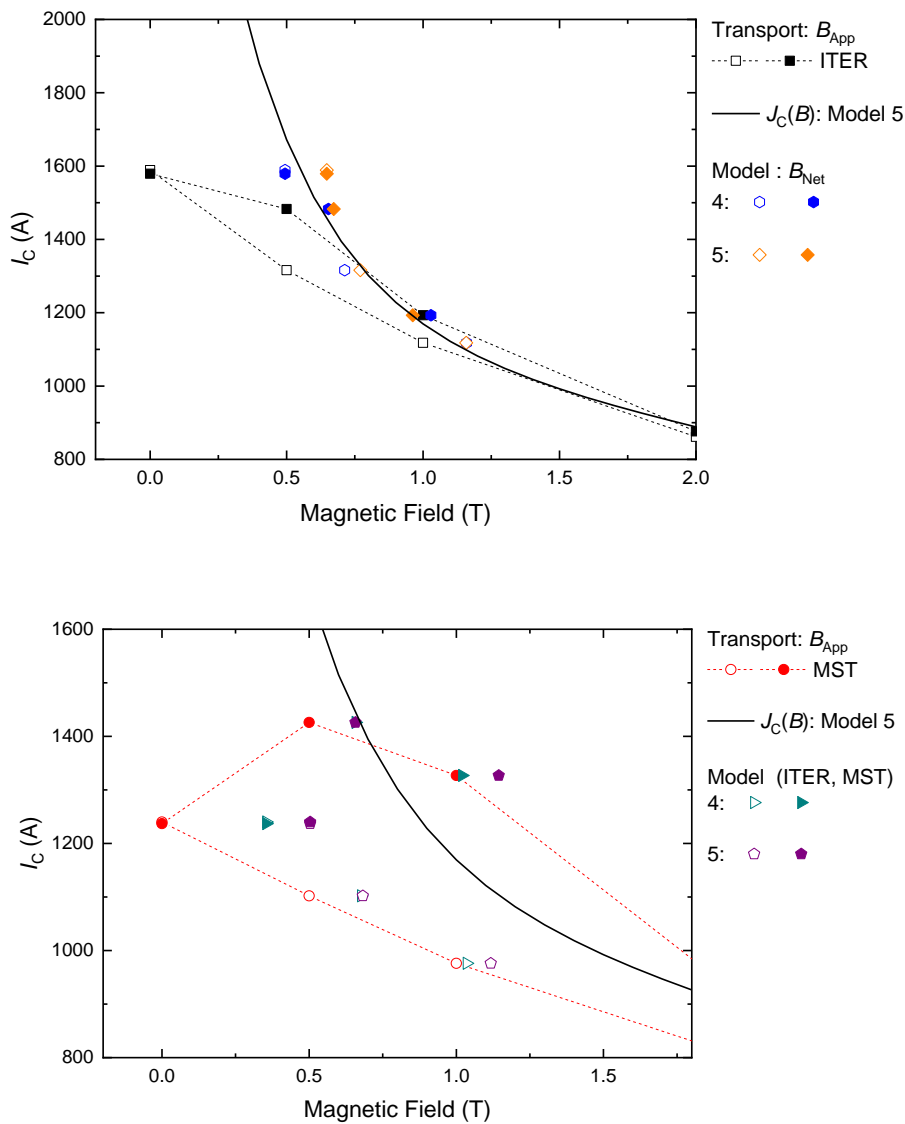 2000
1800
1600
1400
1200
1000
800
I_C (A)
0.0 0.5 1.0 1.5 2.0
Magnetic Field (T)
Transport: B_App
ITER
J_C(B): Model 5
Model : B_Net
4:
5:
1600
1400
1200
1000
800
I_C (A)
0.0 0.5 1.0 1.5
Magnetic Field (T)
Transport: B_App
MST
J_C(B): Model 5
Model (ITER, MST)
4:
5: